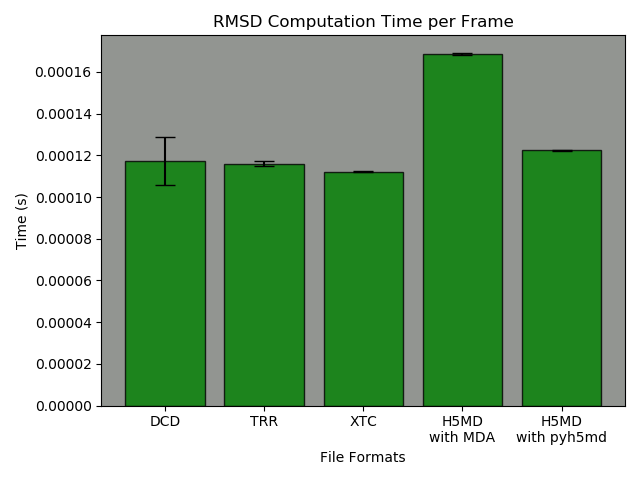 RMSD Computation Time per Frame
0.00016
0.00014
0.00012
0.00010
0.00008
0.00006
0.00004
0.00002
0.00000
Time (s)
DCD
TRR
XTC
H5MD
with MDA
H5MD
with pyh5md
File Formats